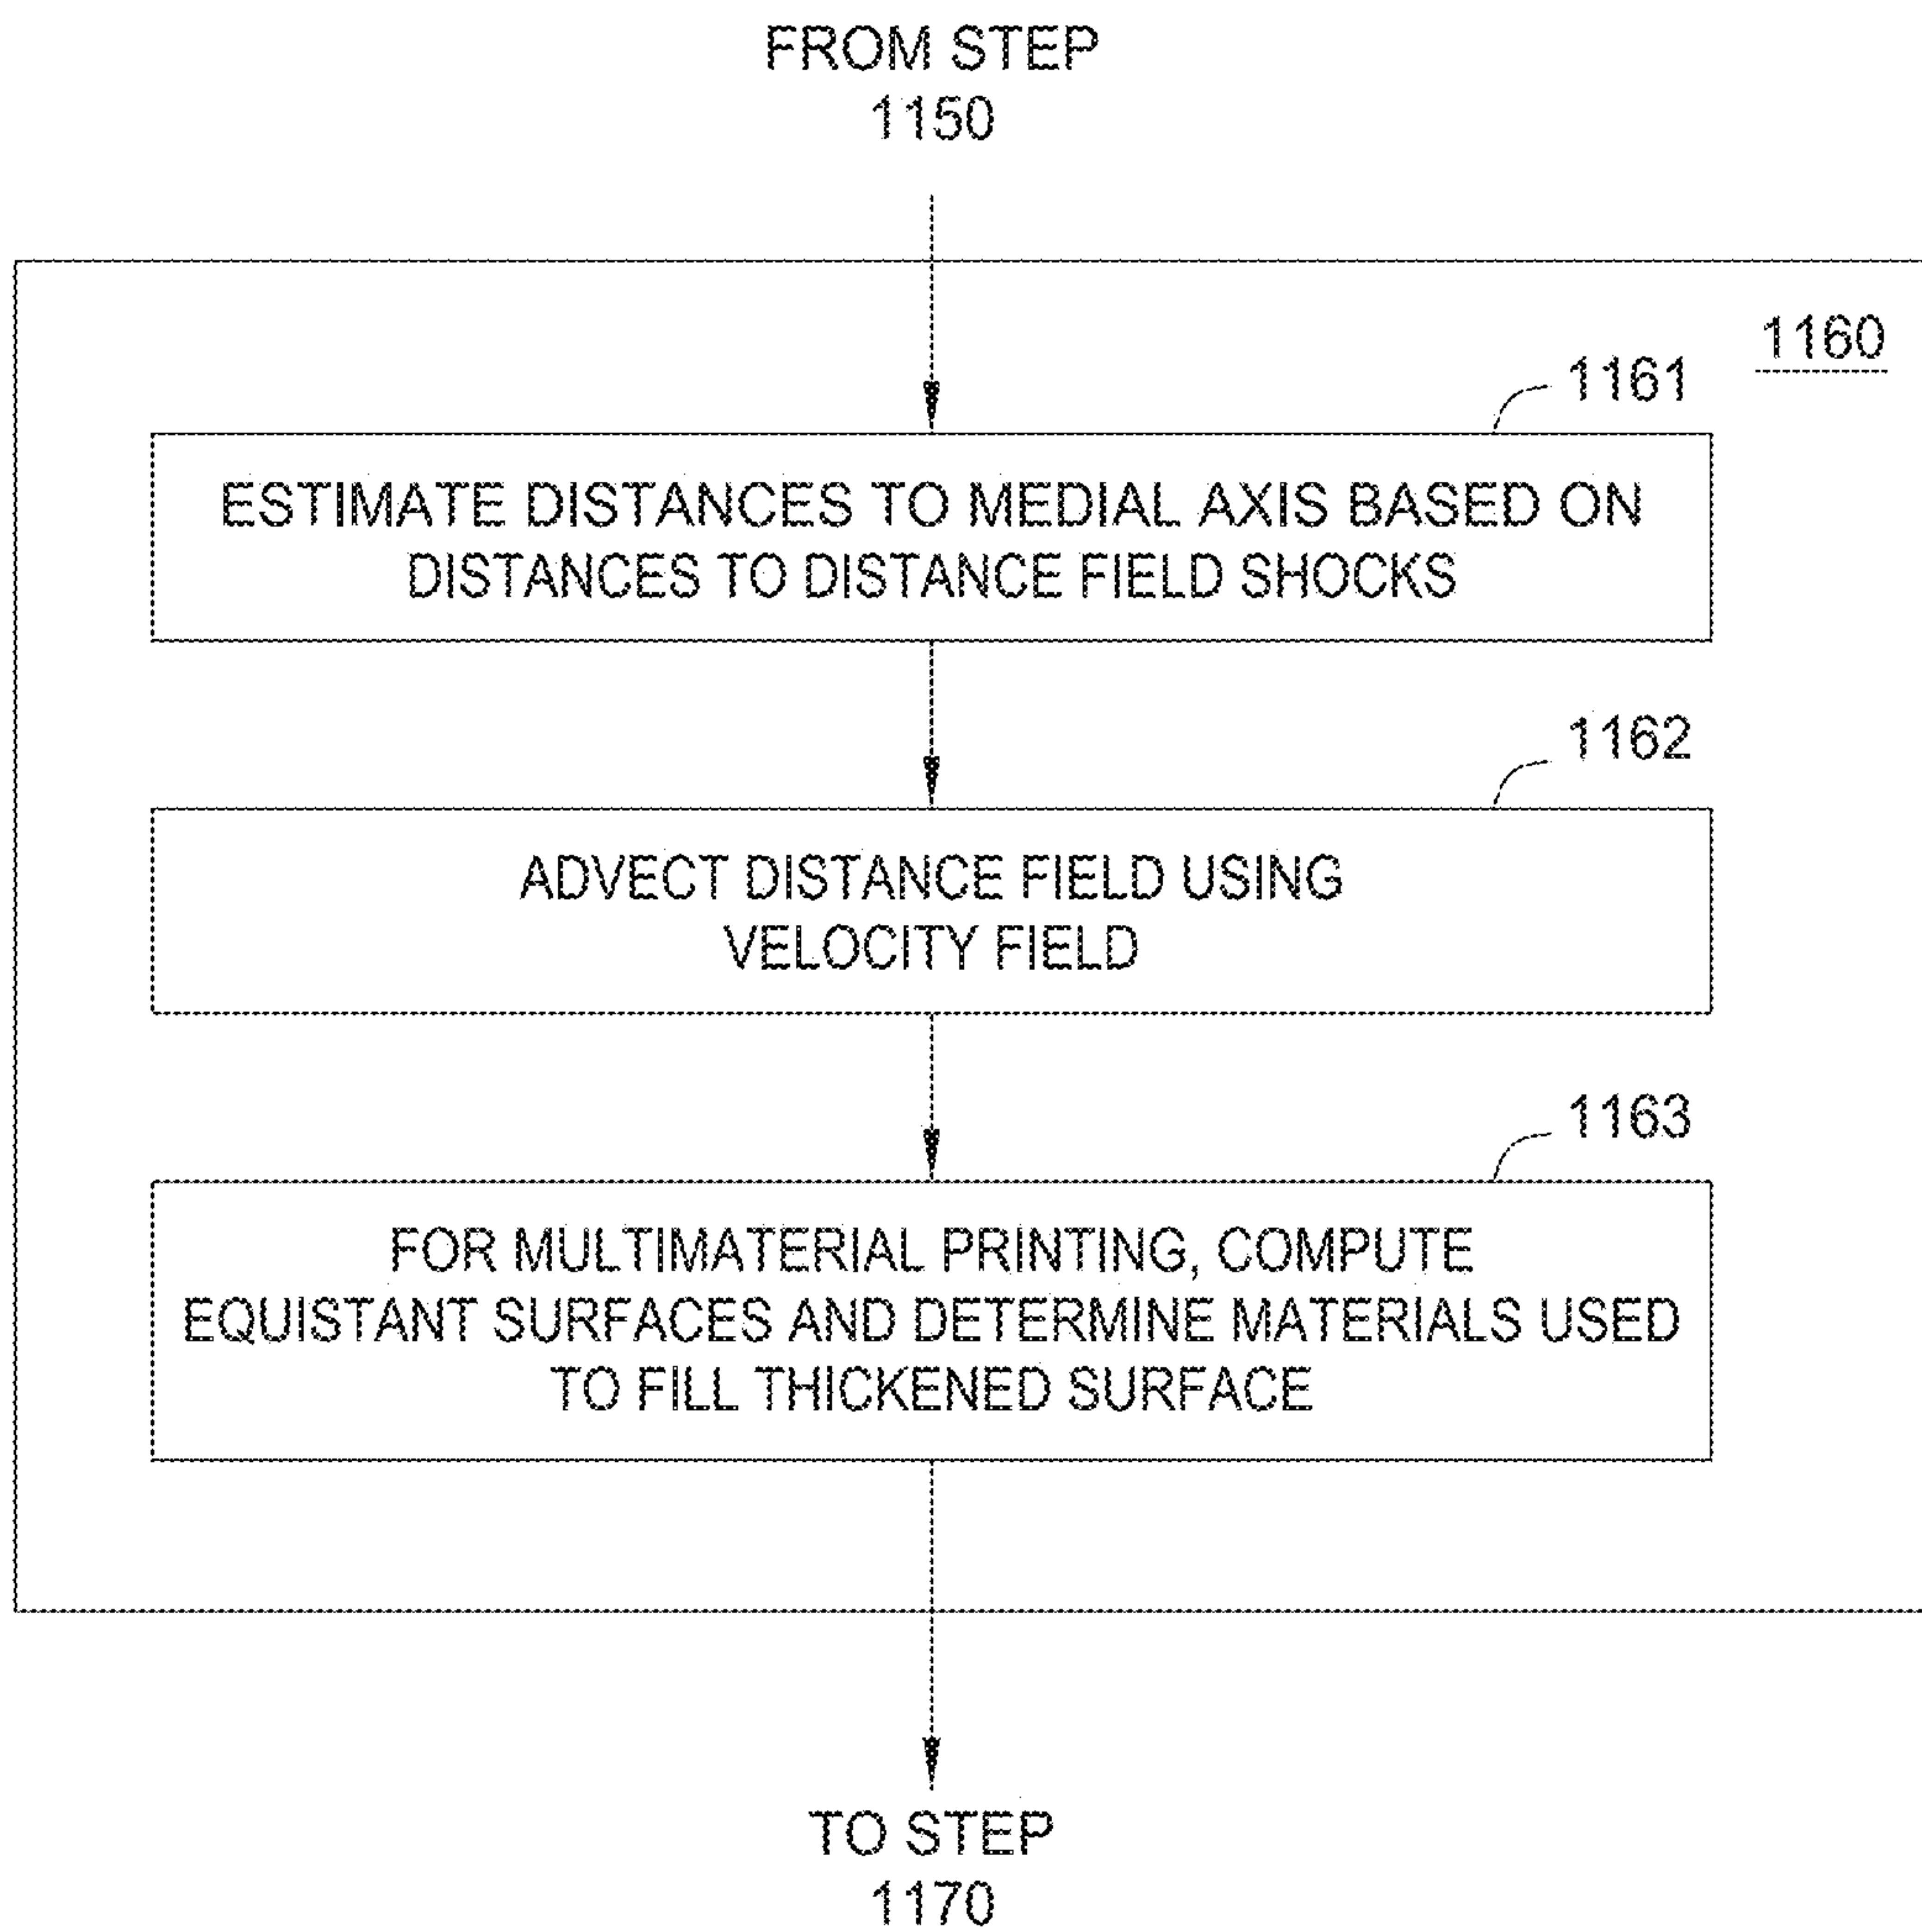 FROM STEP
1150
1160
1161
ESTIMATE DISTANCES TO MEDIAL AXIS BASED ON
DISTANCES TO DISTANCE FIELD SHOCKS
1162
ADVECT DISTANCE FIELD USING
VELOCITY FIELD
1163
FOR MULTIMATERIAL PRINTING, COMPUTE
EQUISTANT SURFACES AND DETERMINE MATERIALS USED
TO FILL THICKENED SURFACE
TO STEP
1170